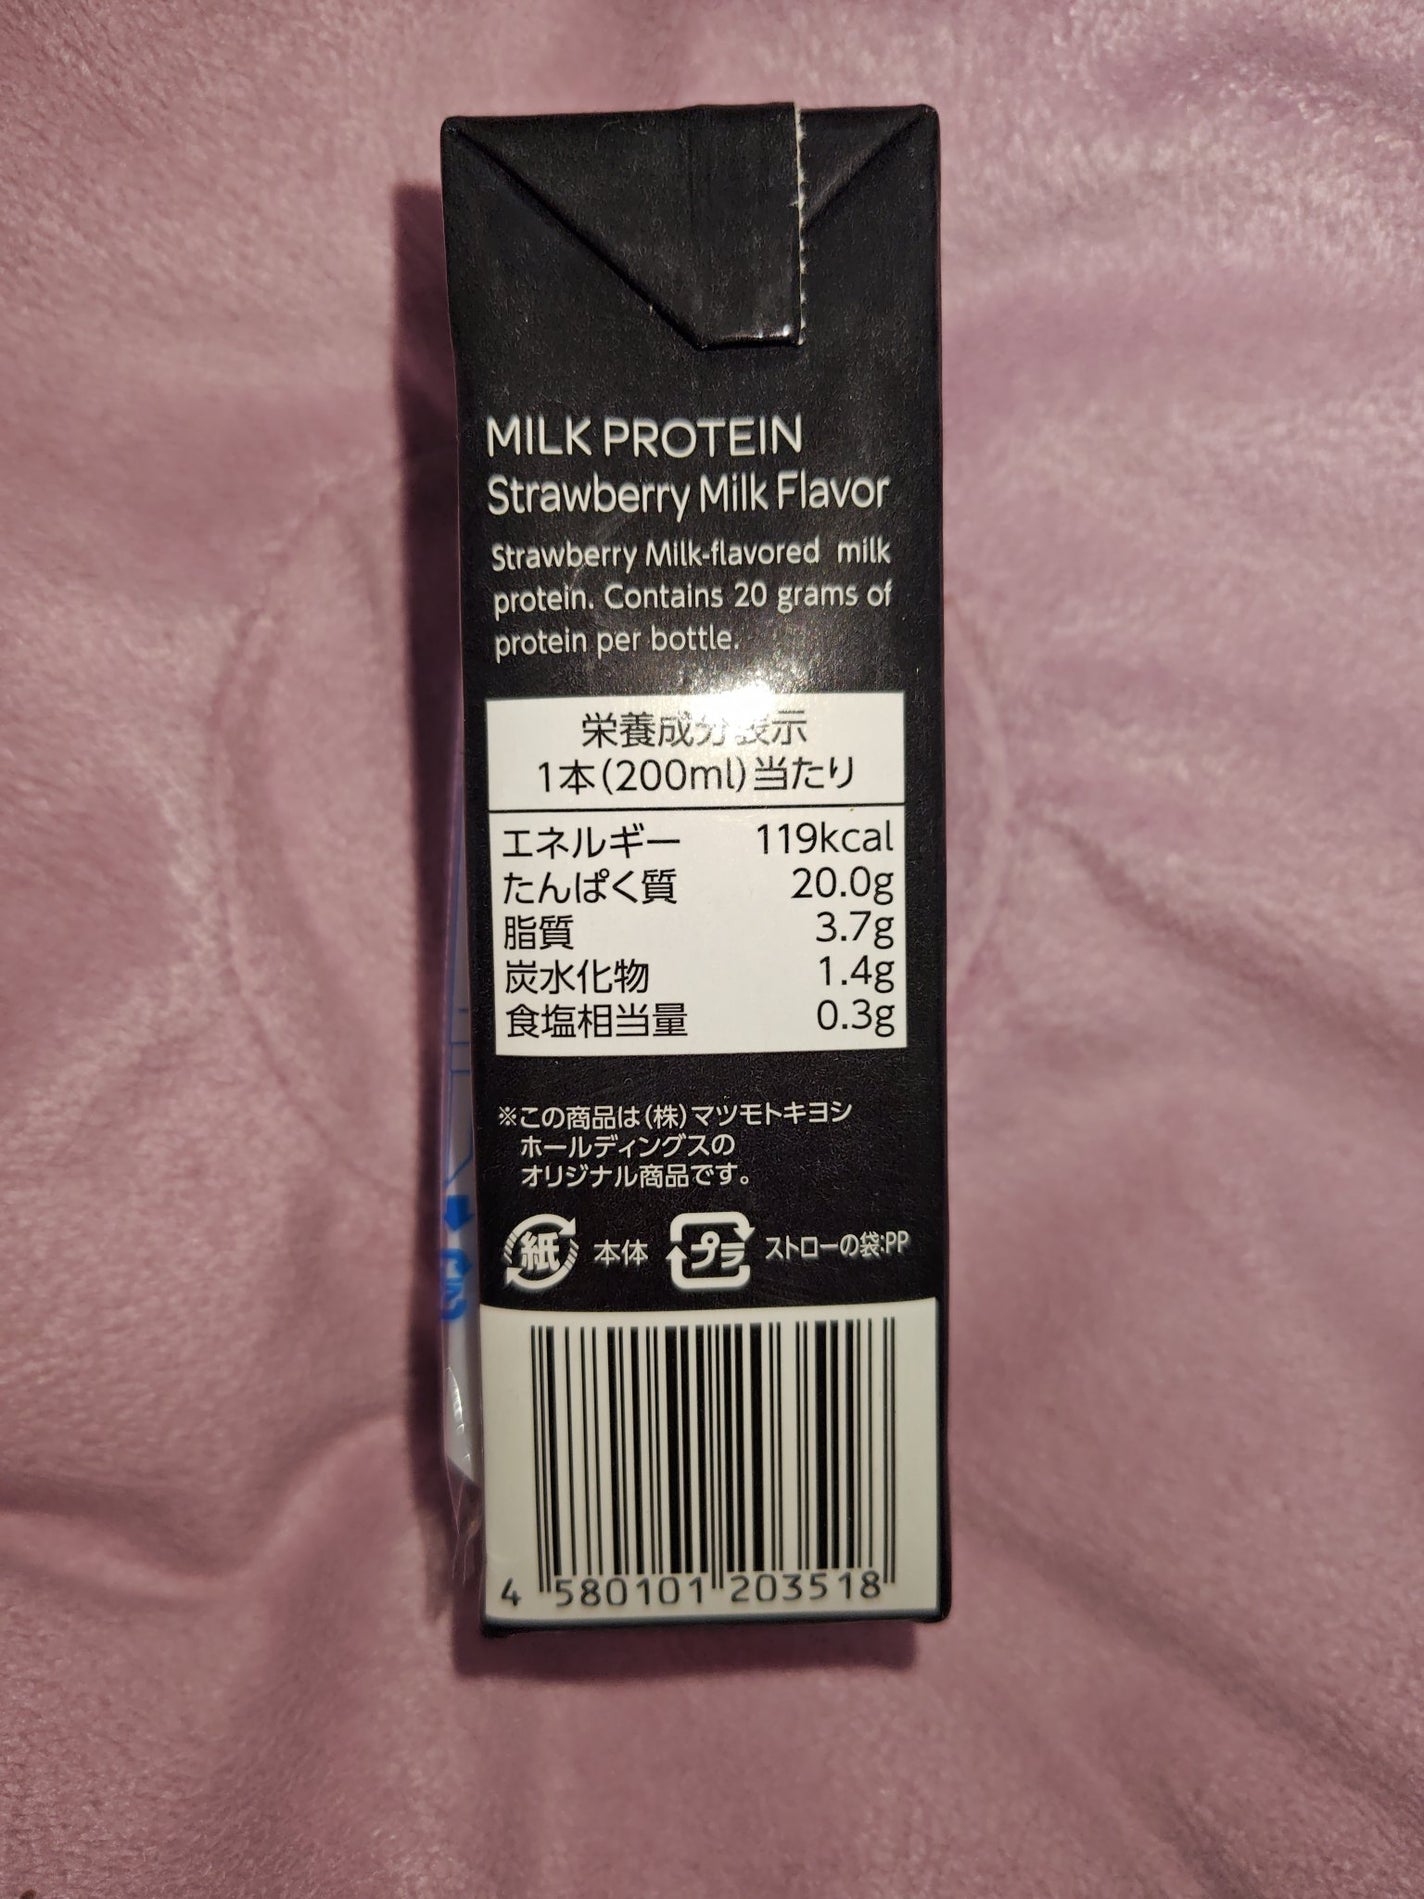 MILK PROTEIN
Strawberry Milk Flavor
Strawberry Milk-flavored milk
protein. Contains 20 grams of
protein per bottle.
栄養成分表示
1本(200ml)当たり
エネルギー 119kcal
たんぱく質 20.0g
脂質 3.7g
炭水化物 1.4g
食塩相当量 0.3g
※この商品は(株)マツモトキヨシ
ホールディングスの
オリジナル商品です。
紙 本体 プラ ストローの袋:PP
4 580101 203518